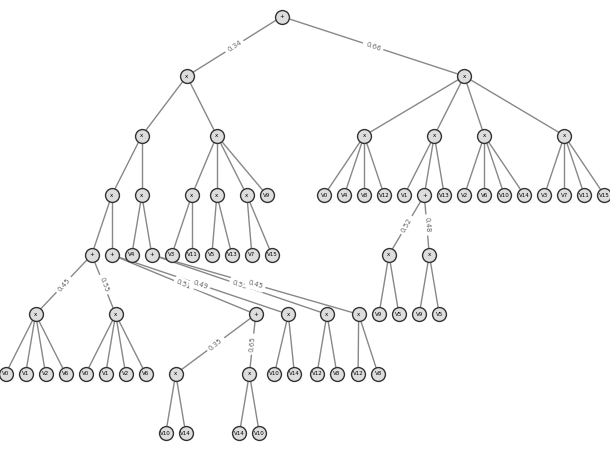 +
0.34 0.66
x x
x x x x x x
x x x x x V9 V0 V4 V8 V12 V1 + V13 V2 V6 V10 V14 V3 V7 V11 V15
0.52 0.48
+ + V4 + V3 V11 V5 V13 V7 V15 x x
0.45 0.55 0.51 0.49 0.45
x x + x x x V9 V5 V9 V5
0.35 0.65
V0 V1 V2 V6 V0 V1 V2 V6 x x V10 V14 V12 V8 V12 V8
V10 V14 V14 V10